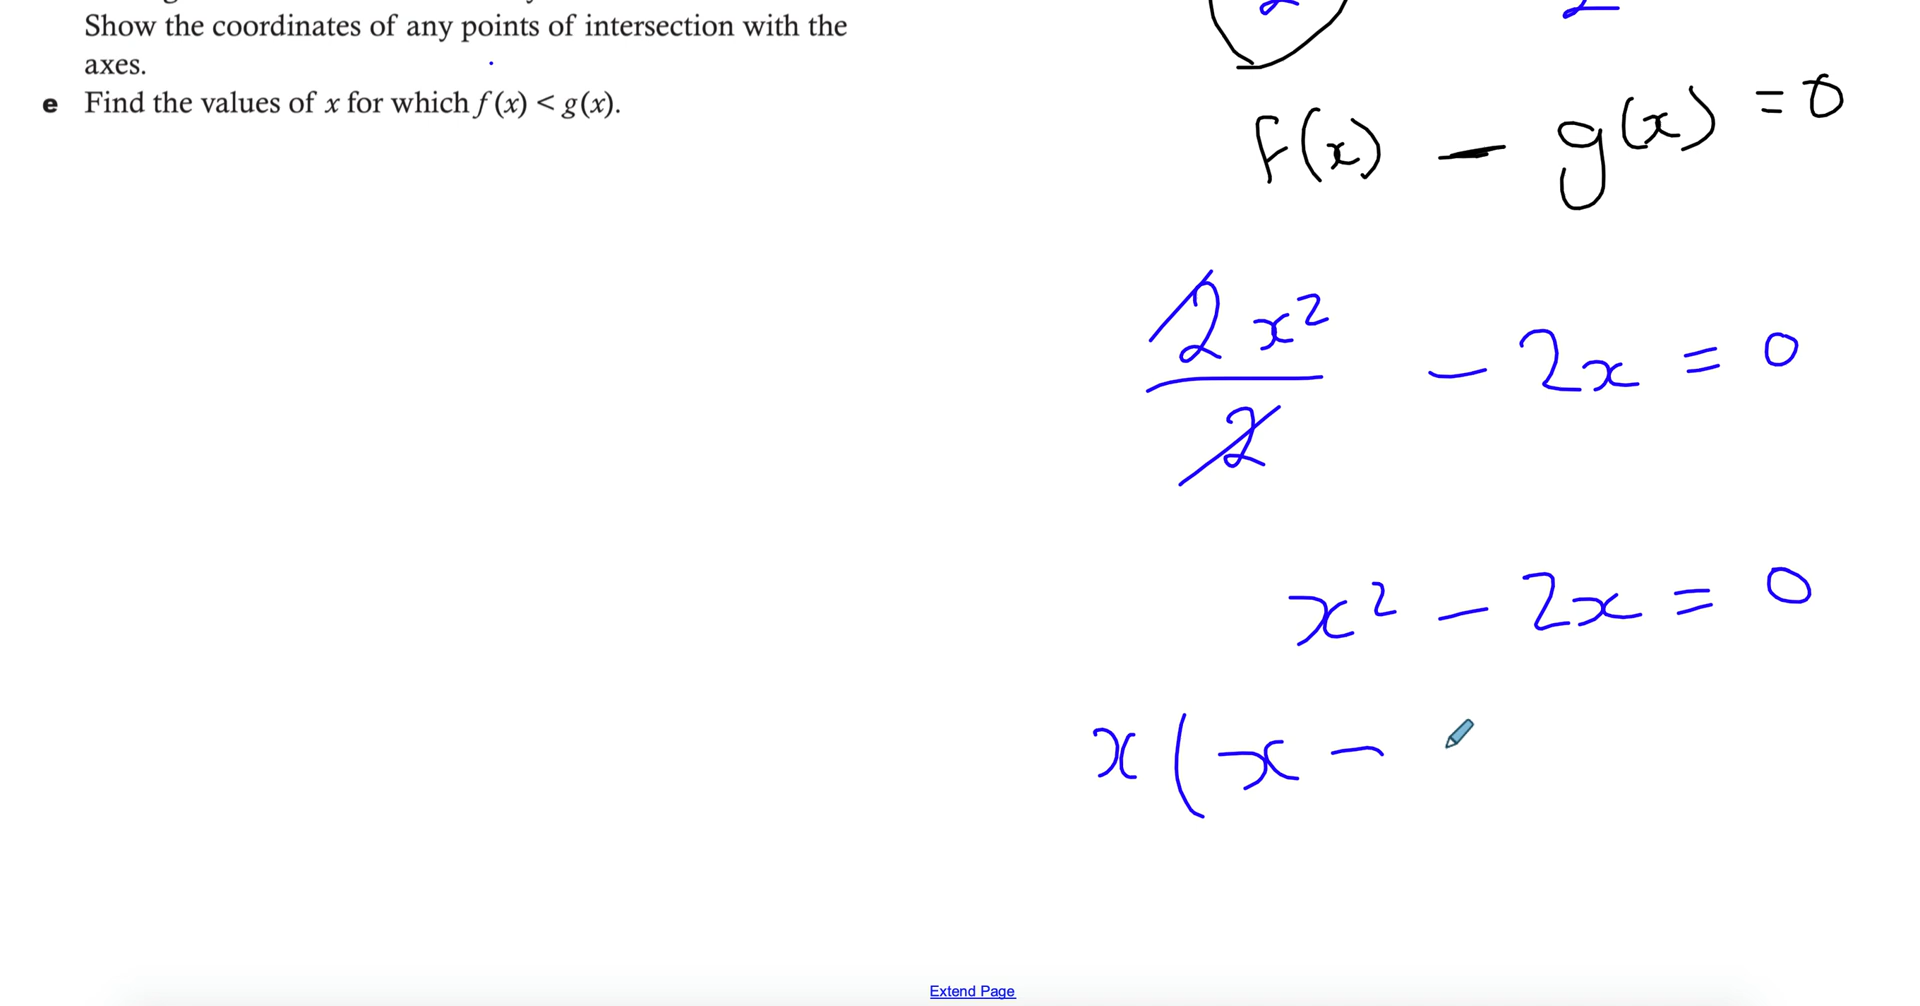 Show the coordinates of any points of intersection with the
axes.
e Find the values of x for which f(x) < g(x).
f(x) - g(x) = 0
2x²/2 - 2x = 0
x² - 2x = 0
x(x -
Extend Page